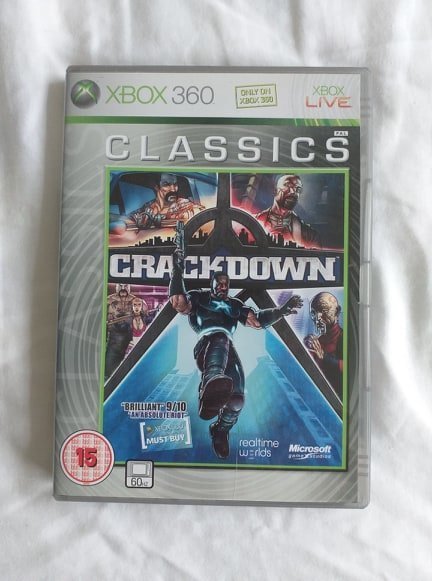 XBOX 360
ONLY ON
XBOX 360
XBOX
LIVE
PAL
CLASSICS
CRACKDOWN
"BRILLIANT" 9/10
"AN ABSOLUTE RIOT"
MUST BUY
15
60Hz
realtime
worlds
Microsoft
game studios